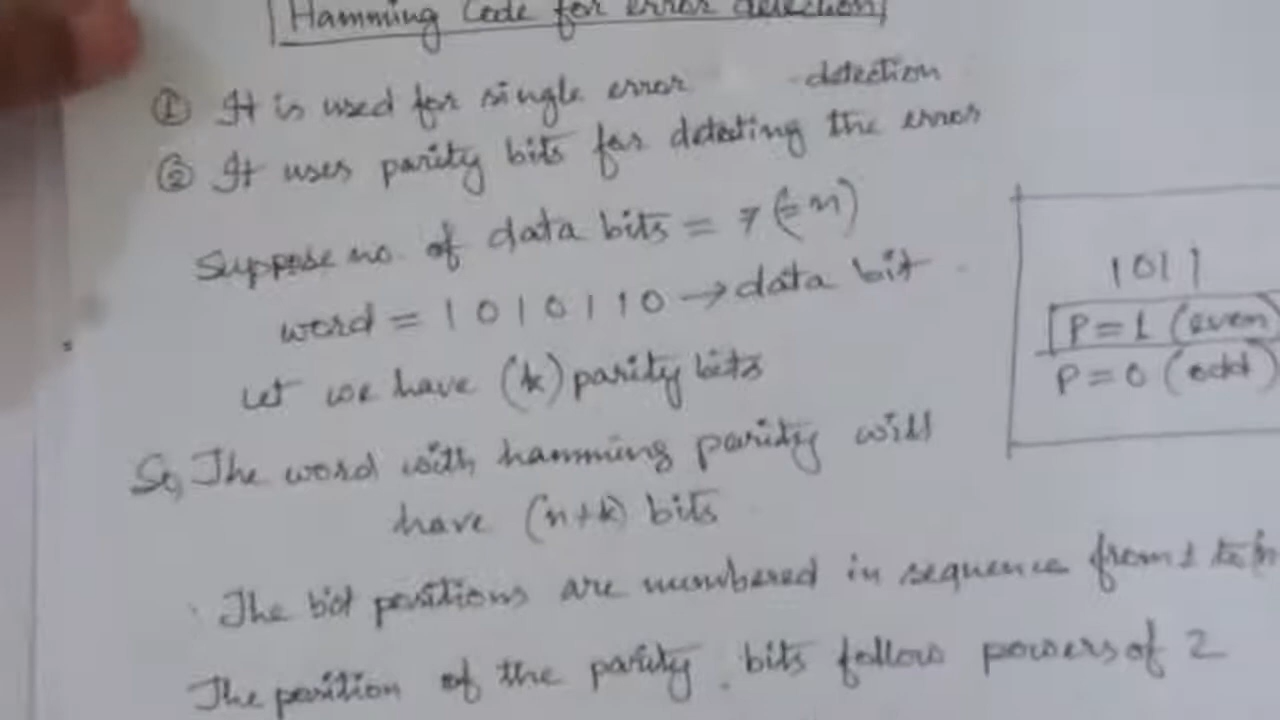 Hamming Code for error detection
① It is used for single error detection
② It uses parity bits for detecting the error
Suppose no. of data bits = 7 (=n)
word = 1010110 → data bit
Let we have (k) parity bits
So, The word with hamming parity will
have (n+k) bits
The bit positions are numbered in sequence from 1 to
The position of the parity bits follow powers of 2
1011
P=1 (even)
P=0 (odd)